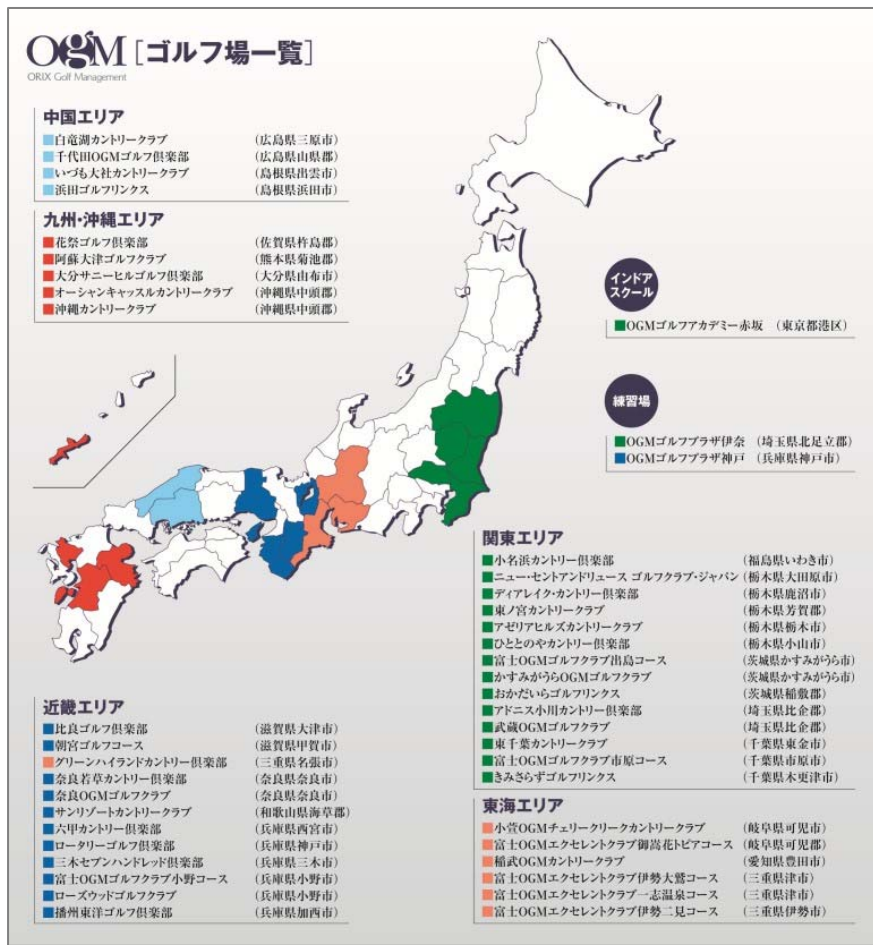 OGM [ゴルフ場一覧]
ORIX Golf Management
中国エリア
白竜湖カントリークラブ （広島県三原市）
千代田OGMゴルフ倶楽部 （広島県山県郡）
いづも大社カントリークラブ （島根県出雲市）
浜田ゴルフリンクス （島根県浜田市）
九州・沖縄エリア
花祭ゴルフ倶楽部 （佐賀県杵島郡）
阿蘇大津ゴルフクラブ （熊本県菊池郡）
大分サニーヒルゴルフ倶楽部 （大分県由布市）
オーシャンキャッスルカントリークラブ （沖縄県中頭郡）
沖縄カントリークラブ （沖縄県中頭郡）
インドア
スクール
OGMゴルフアカデミー赤坂 （東京都港区）
練習場
OGMゴルフプラザ伊奈 （埼玉県北足立郡）
OGMゴルフプラザ神戸 （兵庫県神戸市）
関東エリア
小名浜カントリー倶楽部 （福島県いわき市）
ニュー・セントアンドリュース ゴルフクラブ・ジャパン （栃木県大田原市）
ディアレイク・カントリー倶楽部 （栃木県鹿沼市）
東ノ宮カントリークラブ （栃木県芳賀郡）
アゼリアヒルズカントリークラブ （栃木県栃木市）
ひととのやカントリー倶楽部 （栃木県小山市）
富士OGMゴルフクラブ出島コース （茨城県かすみがうら市）
かすみがうらOGMゴルフクラブ （茨城県かすみがうら市）
おかだいらゴルフリンクス （茨城県稲敷郡）
アドニス小川カントリー倶楽部 （埼玉県比企郡）
武蔵OGMゴルフクラブ （埼玉県比企郡）
東千葉カントリークラブ （千葉県東金市）
富士OGMゴルフクラブ市原コース （千葉県市原市）
きみさらずゴルフリンクス （千葉県木更津市）
近畿エリア
比良ゴルフ倶楽部 （滋賀県大津市）
朝宮ゴルフコース （滋賀県甲賀市）
グリーンハイランドカントリー倶楽部 （三重県名張市）
奈良若草カントリー倶楽部 （奈良県奈良市）
奈良OGMゴルフクラブ （奈良県奈良市）
サンリゾートカントリークラブ （和歌山県海草郡）
六甲カントリー倶楽部 （兵庫県西宮市）
ロータリーゴルフ倶楽部 （兵庫県神戸市）
三木セブンハンドレッド倶楽部 （兵庫県三木市）
富士OGMゴルフクラブ小野コース （兵庫県小野市）
ローズウッドゴルフクラブ （兵庫県小野市）
播州東洋ゴルフ倶楽部 （兵庫県加西市）
東海エリア
小萱OGMチェリークリークカントリークラブ （岐阜県可児市）
富士OGMエクセレントクラブ御嵩花トピアコース （岐阜県可児郡）
稲武OGMカントリークラブ （愛知県豊田市）
富士OGMエクセレントクラブ伊勢大鷲コース （三重県津市）
富士OGMエクセレントクラブ一志温泉コース （三重県津市）
富士OGMエクセレントクラブ伊勢二見コース （三重県伊勢市）